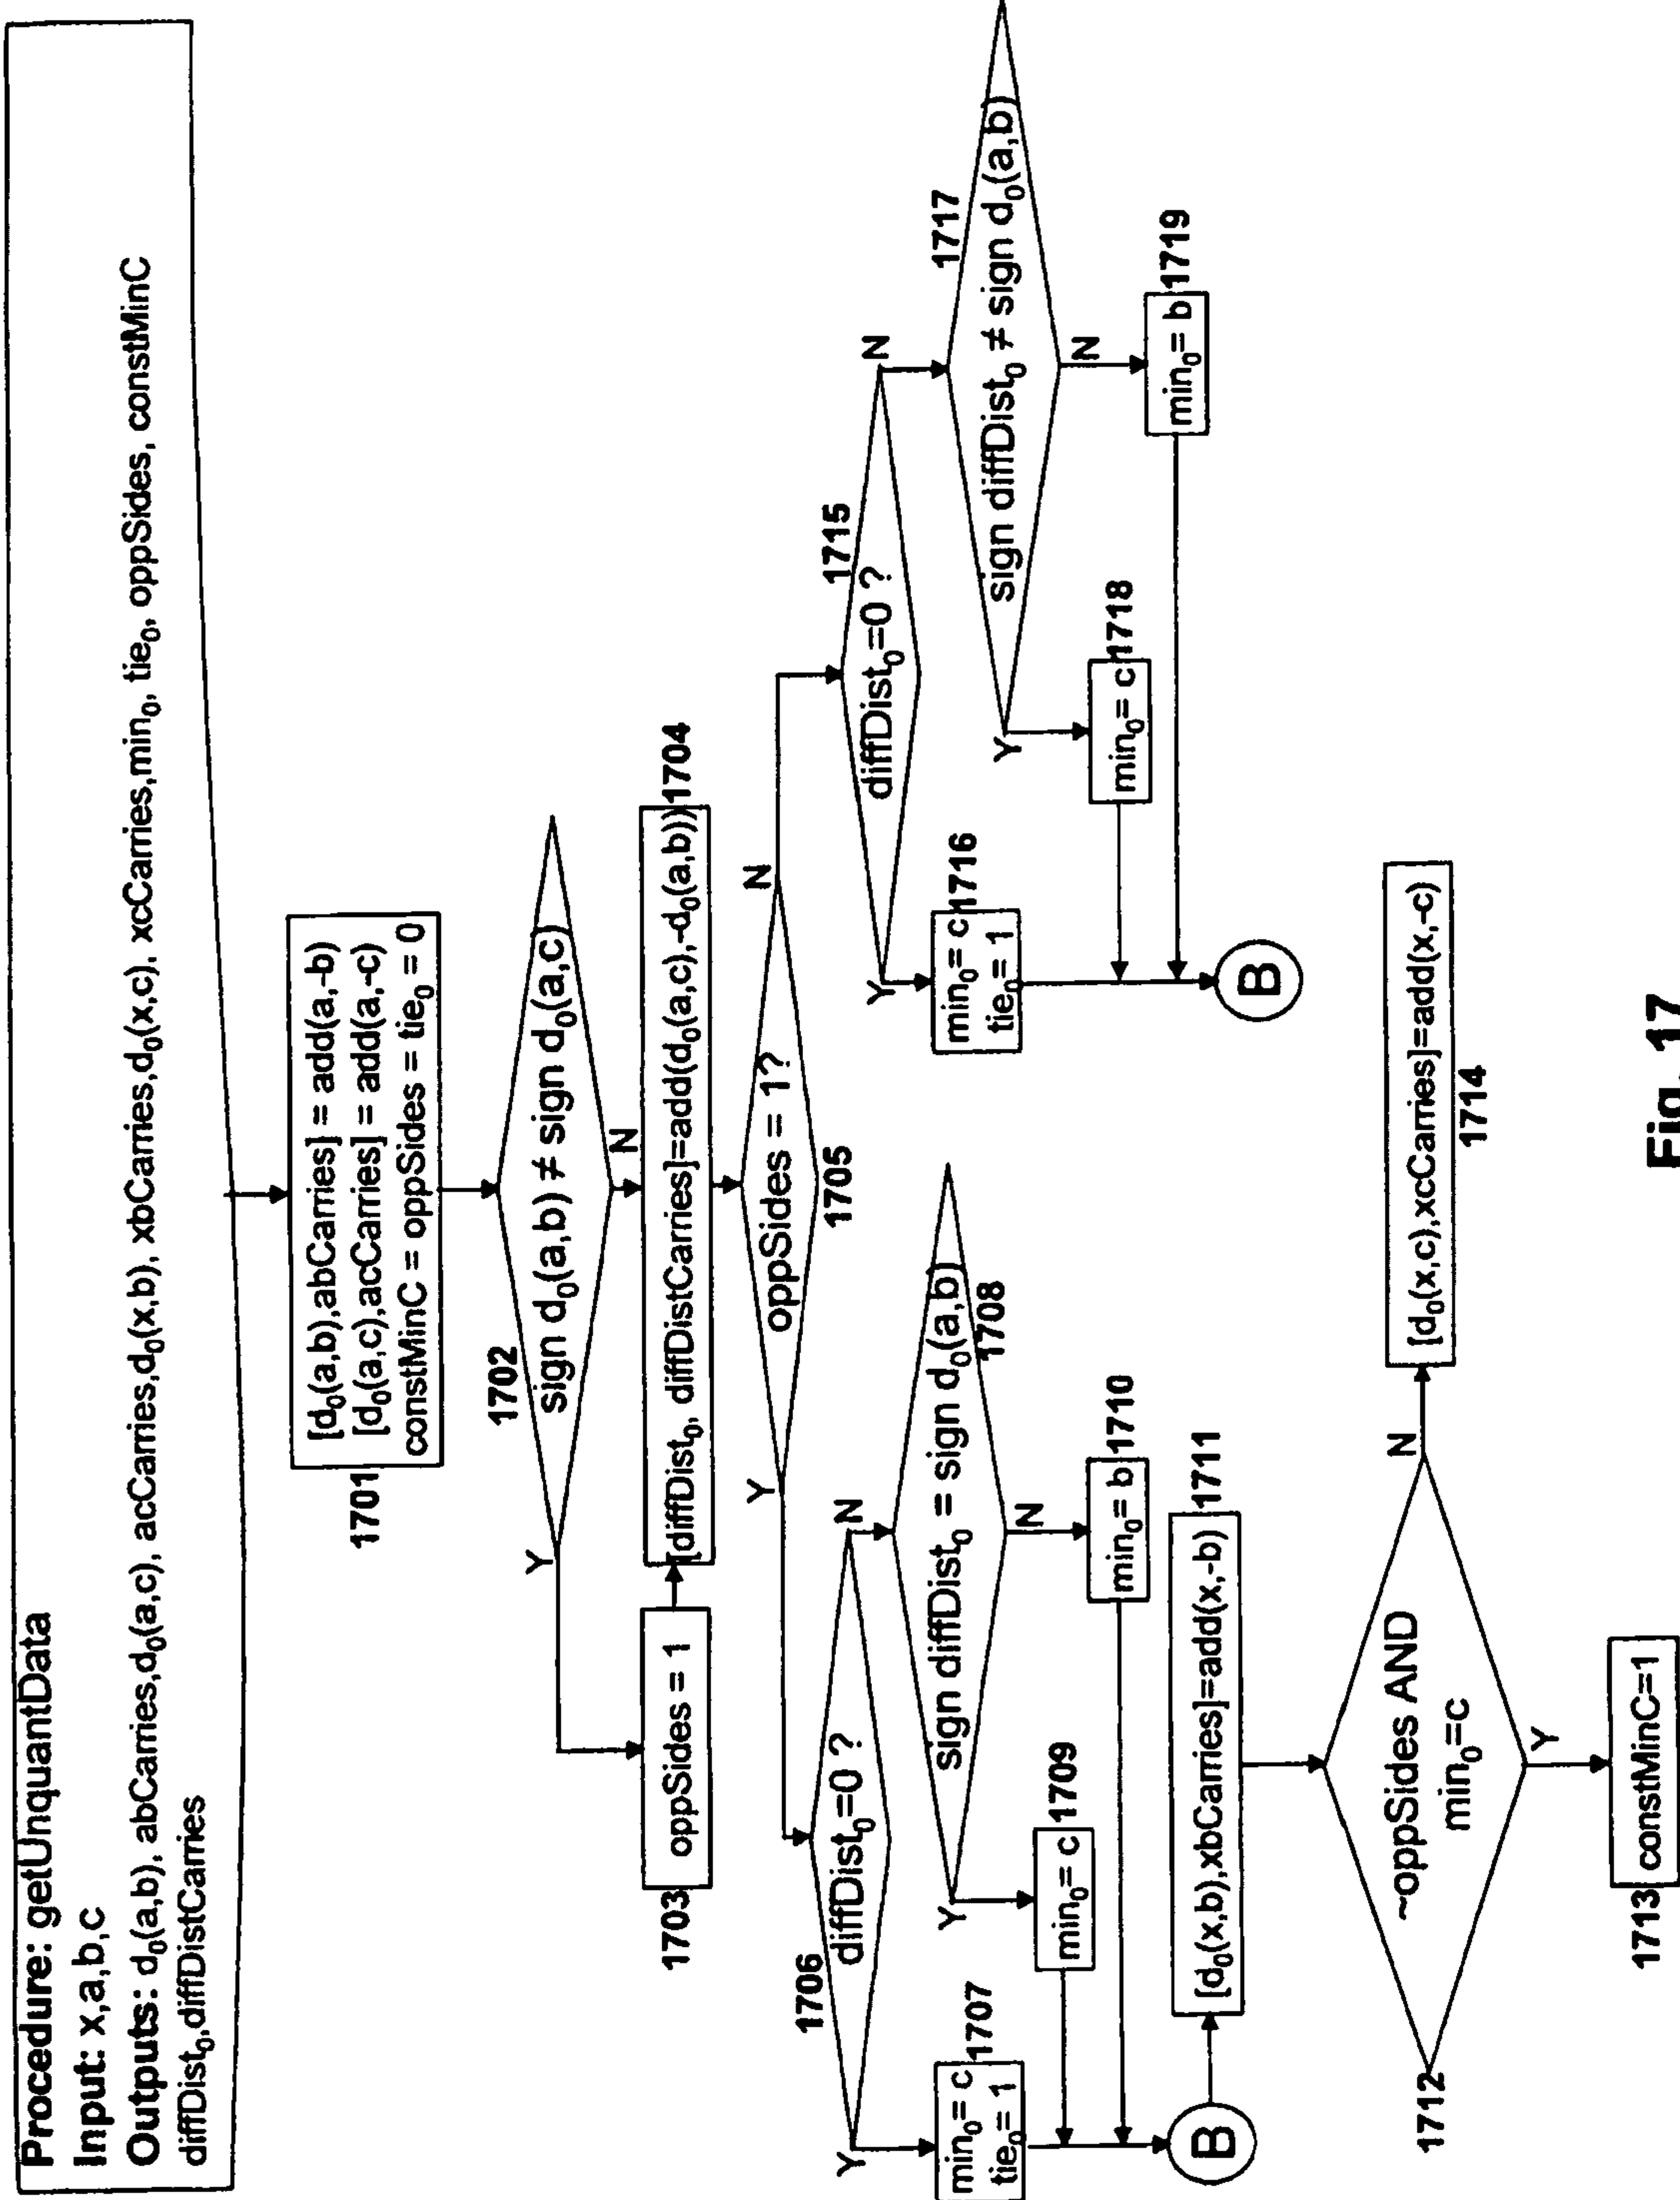 Procedure: getUnquantData
Input: x,a,b,c
Outputs: d₀(a,b), abCarries,d₀(a,c), acCarries,d₀(x,b), xbCarries,d₀(x,c), xcCarries,min₀, tie₀, oppSides, constMinC
diffDist₀,diffDistCarries
1701
[d₀(a,b),abCarries] = add(a,-b)
[d₀(a,c),acCarries] = add(a,-c)
constMinC = oppSides = tie₀ = 0
1702
sign d₀(a,b) ≠ sign d₀(a,c)
Y
N
1703
oppSides = 1
[diffDist₀, diffDistCarries]=add(d₀(a,c),-d₀(a,b))
1704
oppSides = 1?
1705
Y
N
1706
diffDist₀=0 ?
Y
N
1707
min₀= c
tie₀= 1
sign diffDist₀ = sign d₀(a,b)
1708
Y
N
min₀= c
1709
min₀= b
1710
1715
diffDist₀=0 ?
Y
N
min₀= c
tie₀= 1
1716
1717
sign diffDist₀ ≠ sign d₀(a,b)
Y
N
min₀= c
1718
min₀= b
1719
B
B
[d₀(x,b),xbCarries]=add(x,-b)
1711
1712
~oppSides AND
min₀=c
N
Y
1713
constMinC=1
[d₀(x,c),xcCarries]=add(x,-c)
1714
Fig. 17